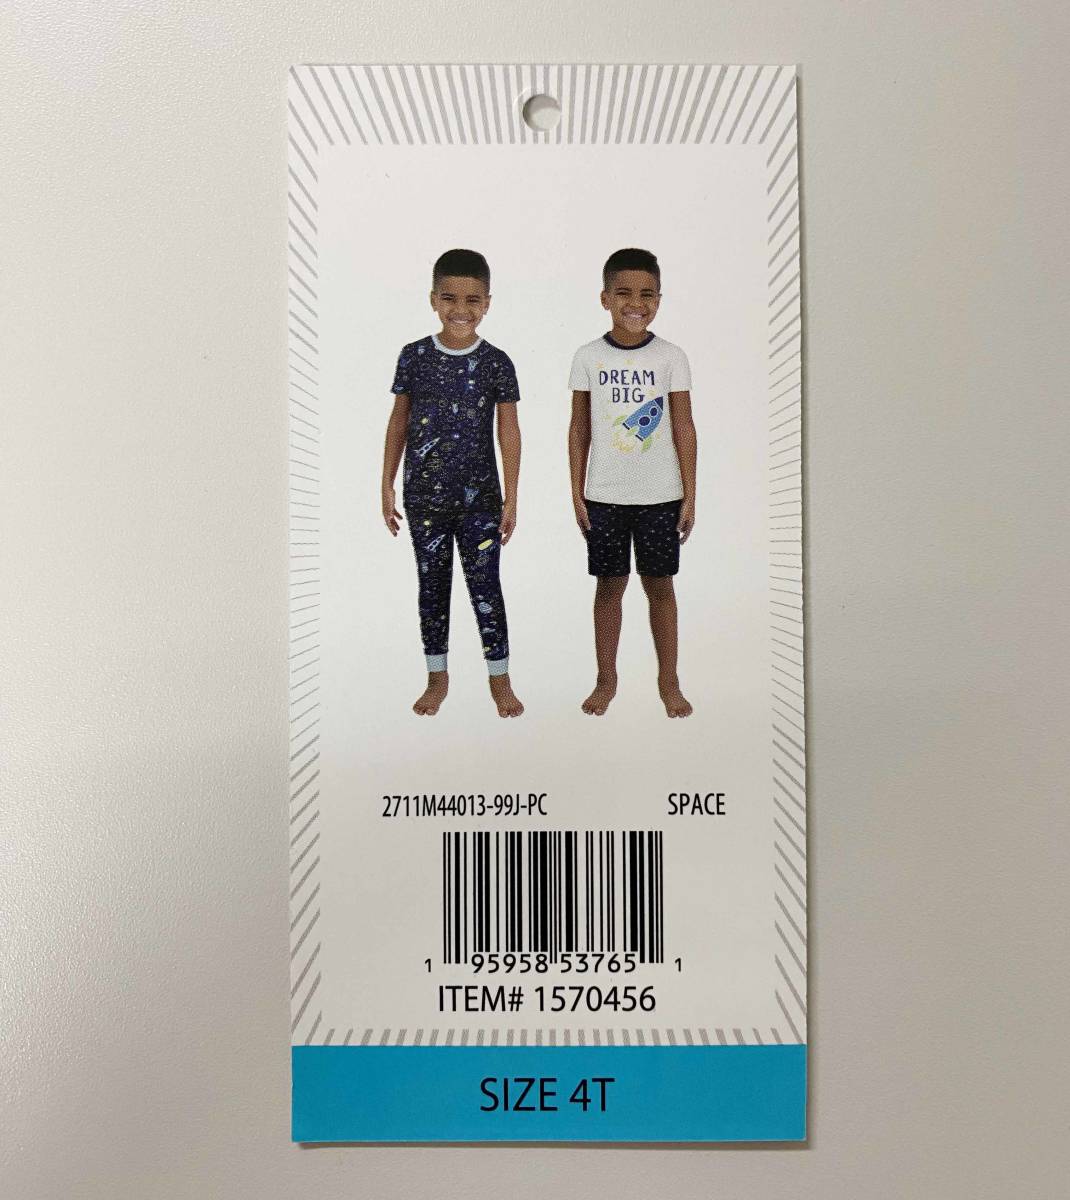 DREAM
BIG
2711M44013-99J-PC SPACE
1 95958 53765 1
ITEM# 1570456
SIZE 4T